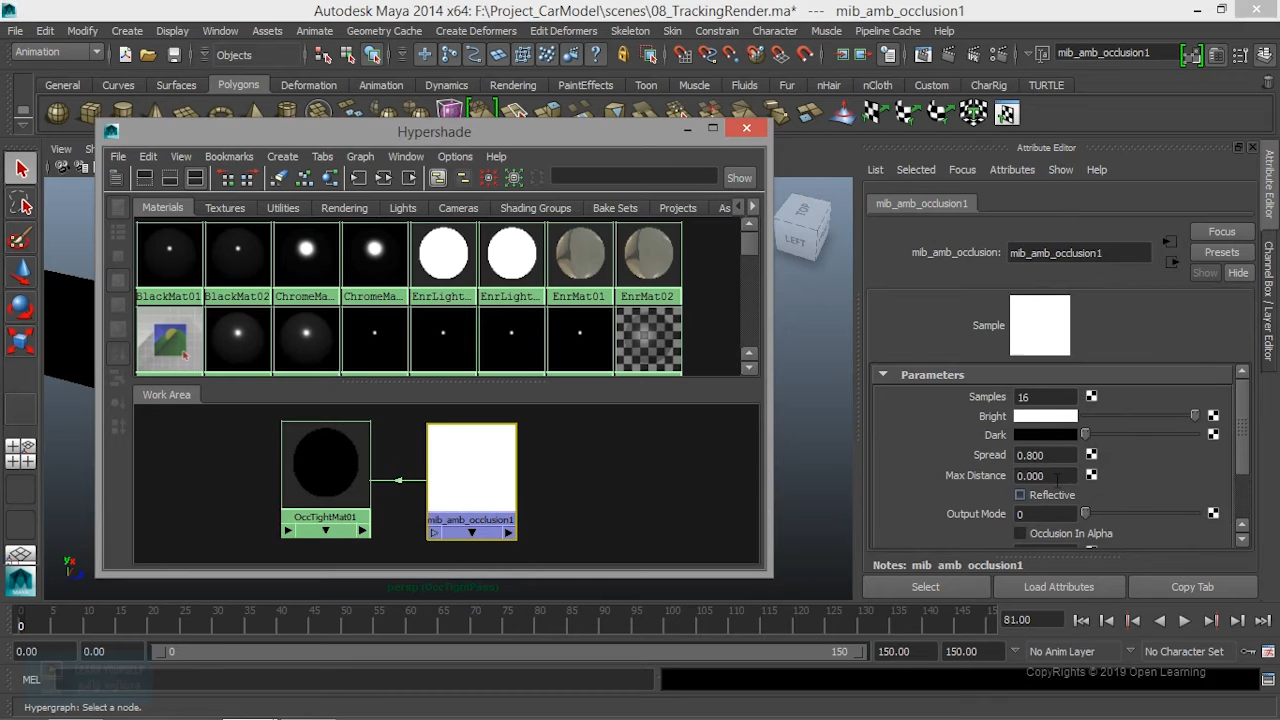 Autodesk Maya 2014 x64: F:\Project_CarModel\scenes\08_TrackingRender.ma* --- mib_amb_occlusion1
File Edit Modify Create Display Window Assets Animate Geometry Cache Create Deformers Edit Deformers Skeleton Skin Constrain Character Muscle Pipeline Cache Help
Animation Objects mib_amb_occlusion1
General Curves Surfaces Polygons Deformation Animation Dynamics Rendering PaintEffects Toon Muscle Fluids Fur nHair nCloth Custom CharRig TURTLE
View
Hypershade
File Edit View Bookmarks Create Tabs Graph Window Options Help
Show
Materials Textures Utilities Rendering Lights Cameras Shading Groups Bake Sets Projects As
BlackMat01 BlackMat02 ChromeMa... ChromeMa... EnrLight... EnrLight... EnrMat01 EnrMat02
Work Area
OccTightMat01
mib_amb_occlusion1
TOP
LEFT
persp (OccTightPass)
Attribute Editor
List Selected Focus Attributes Show Help
mib_amb_occlusion1
Focus
Presets
Show Hide
mib_amb_occlusion: mib_amb_occlusion1
Sample
Parameters
Samples 16
Bright
Dark
Spread 0.800
Max Distance 0.000
Reflective
Output Mode 0
Occlusion In Alpha
Notes: mib_amb_occlusion1
Select Load Attributes Copy Tab
Attribute Editor
Channel Box / Layer Editor
0 5 10 15 20 25 30 35 40 45 50 55 60 65 70 75 80 85 90 95 100 105 110 115 120 125 130 135 140 145 15
0
81.00
0.00 0.00 0 150 150.00 150.00 No Anim Layer No Character Set
MEL
CopyRights © 2019 Open Learning
Hypergraph: Select a node.